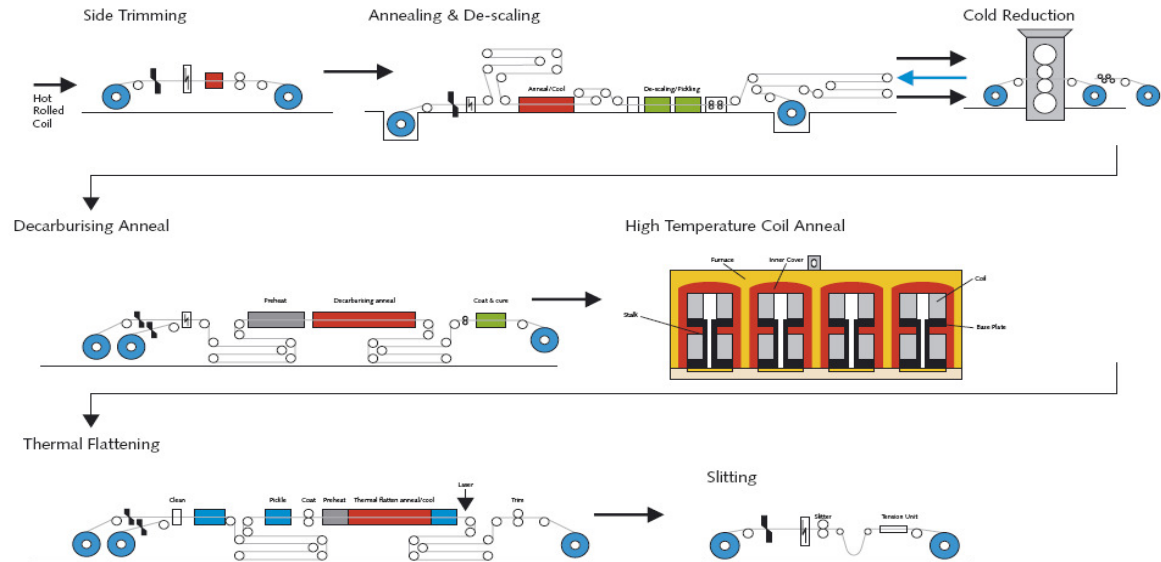 Side Trimming
Annealing & De-scaling
Cold Reduction
Hot
Rolled
Coil
Anneal/Cool
De-scaling/Pickling
Decarburising Anneal
High Temperature Coil Anneal
Furnace
Inner Cover
Coil
Stalk
Base Plate
Preheat
Decarburising anneal
Coat & cure
Thermal Flattening
Slitting
Clean
Pickle
Coat
Preheat
Thermal flatten anneal/cool
Laser
Trim
Slitter
Tension Unit